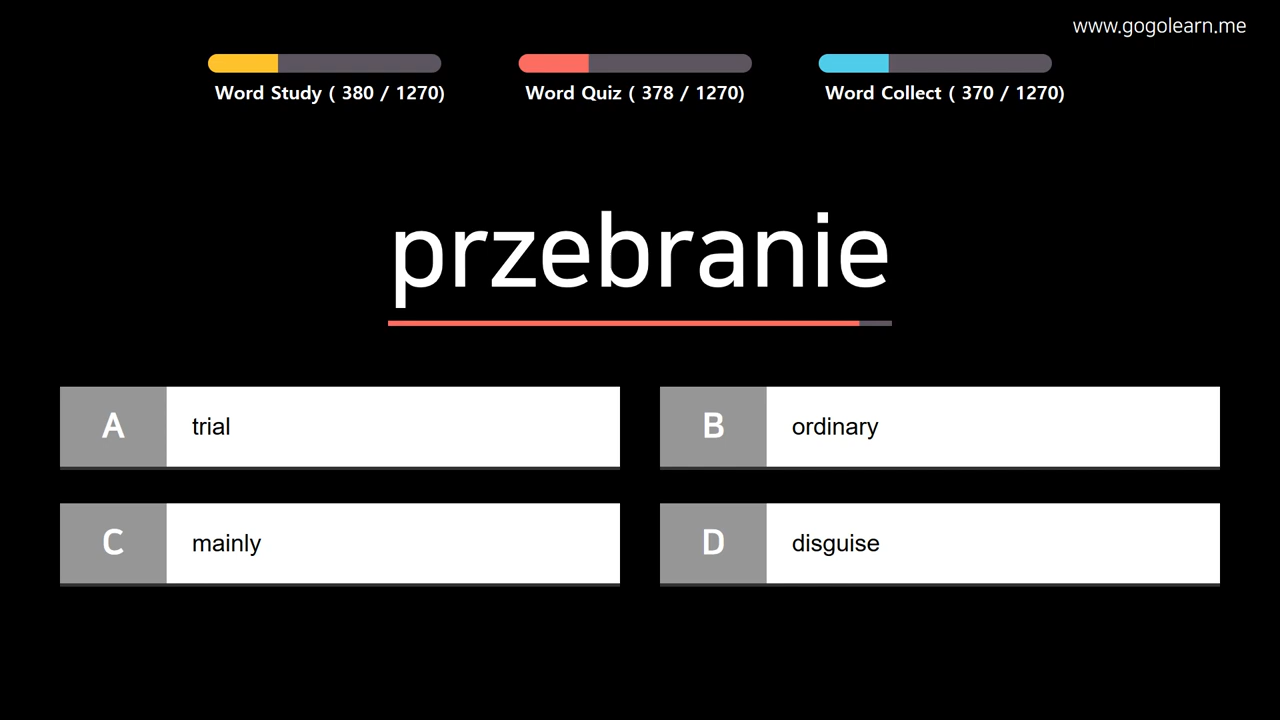 www.gogolearn.me
Word Study ( 380 / 1270)
Word Quiz ( 378 / 1270)
Word Collect ( 370 / 1270)
przebranie
A trial
B ordinary
C mainly
D disguise